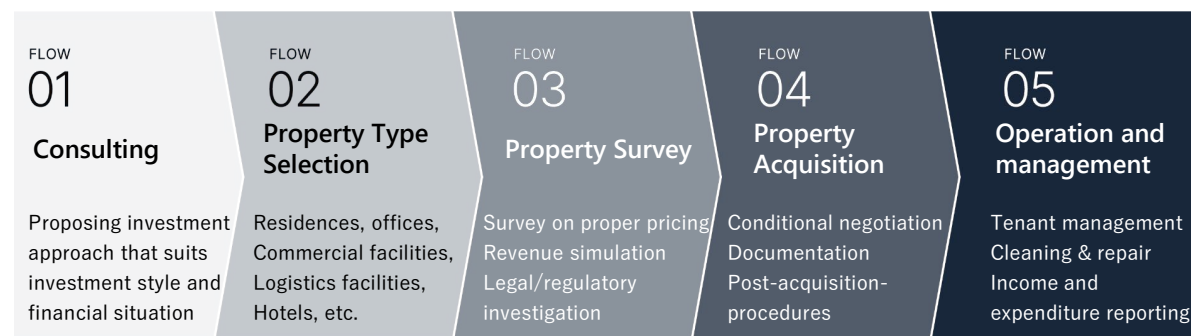 FLOW
01
Consulting
Proposing investment
approach that suits
investment style and
financial situation
FLOW
02
Property Type
Selection
Residences, offices,
Commercial facilities,
Logistics facilities,
Hotels, etc.
FLOW
03
Property Survey
Survey on proper pricing
Revenue simulation
Legal/regulatory
investigation
FLOW
04
Property
Acquisition
Conditional negotiation
Documentation
Post-acquisition-
procedures
FLOW
05
Operation and
management
Tenant management
Cleaning & repair
Income and
expenditure reporting